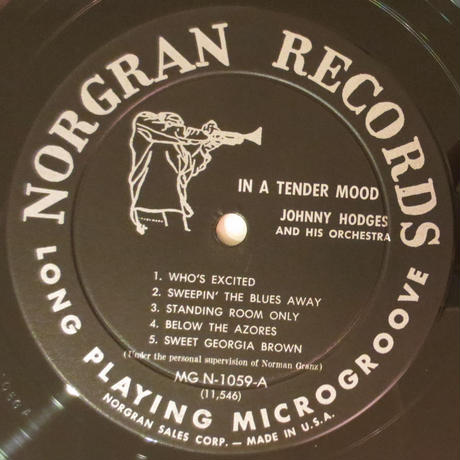 NORGRAN RECORDS
IN A TENDER MOOD
JOHNNY HODGES
AND HIS ORCHESTRA
1. WHO'S EXCITED
2. SWEEPIN' THE BLUES AWAY
3. STANDING ROOM ONLY
4. BELOW THE AZORES
5. SWEET GEORGIA BROWN
(Under the personal supervision of Norman Granz)
MG N-1059-A
(11,546)
LONG PLAYING MICROGROOVE
NORGRAN SALES CORP. — MADE IN U.S.A.